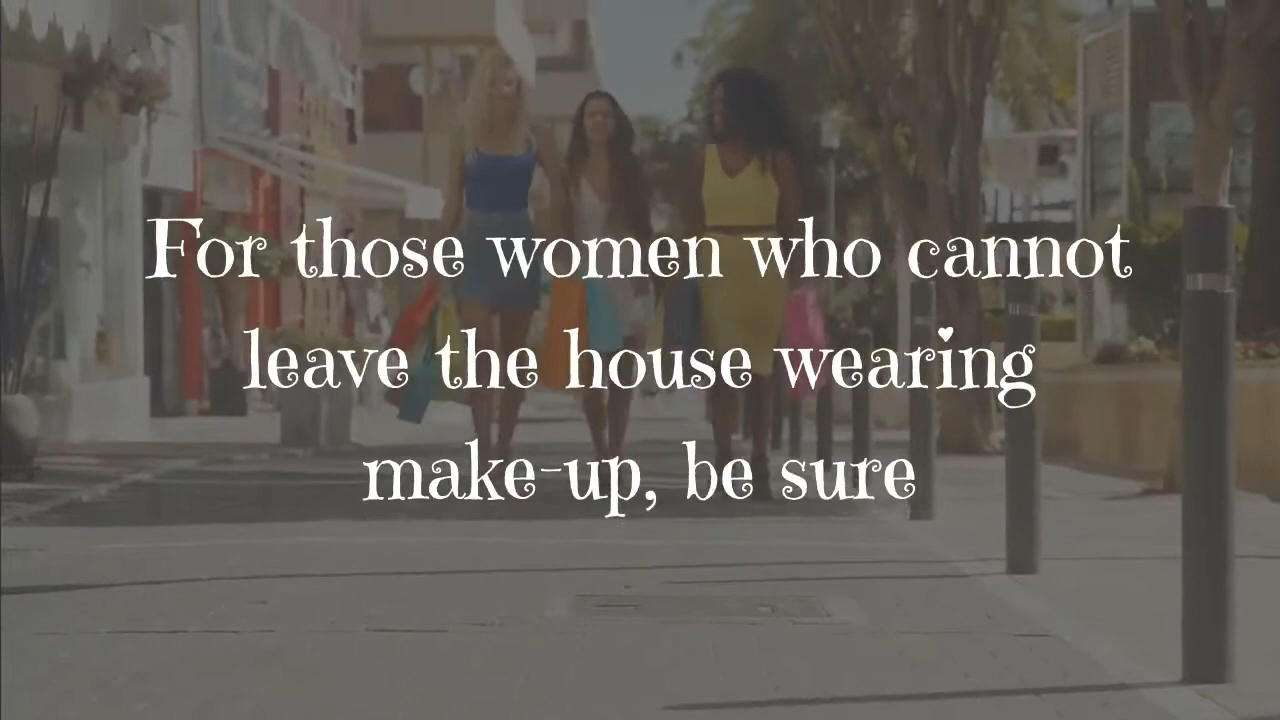 For those women who cannot
leave the house wearing
make-up, be sure